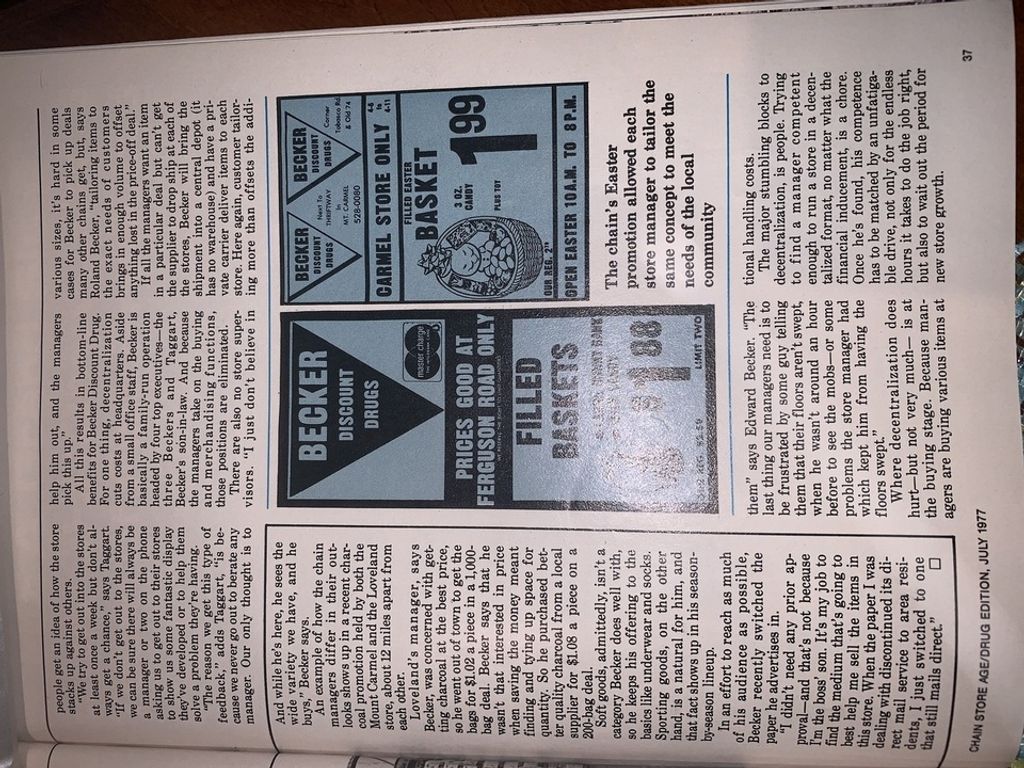 people get an idea of how the store
stacks up against others.
"We try to get out into the stores
at least once a week but don't al-
ways get a chance," says Taggart.
"If we don't get out to the stores,
we can be sure there will always be
a manager or two on the phone
asking us to get out to their stores
to show us some fantastic display
they've developed or to help them
solve a problem they're having.
"The reason we get this type of
feedback," adds Taggart, "is be-
cause we never go out to berate any
manager. Our only thought is to
help him out, and the managers
pick this up."
All this results in bottom-line
benefits for Becker Discount Drug.
For one thing, decentralization
cuts costs at headquarters. Aside
from a small office staff, Becker is
basically a family-run operation
headed by four top executives—the
three Beckers and Taggart,
Becker's son-in-law. And because
the managers take on the buying
and merchandising functions,
those positions are limited, too.
There are also no store super-
visors. "I just don't believe in
various sizes, it's hard in some
cases for Becker to pick up deals
many other chains get, but, says
Roland Becker, "tailoring items to
the exact needs of customers
brings in enough volume to offset
anything lost in the price-off deal."
If all the managers want an item
in a particular deal but can't get
the supplier to drop ship at each of
the stores, Becker will bring the
shipment into a central depot (it
has no warehouse) and have a pri-
vate carrier deliver items to each
store. Here again, customer tailor-
ing more than offsets the addi-
And while he's here, he sees the
wide variety we have, and he
buys," Becker says.
An example of how the chain
managers differ in their out-
looks shows up in a recent char-
coal promotion held by both the
Mount Carmel and the Loveland
store, about 12 miles apart from
each other.
Loveland's manager, says
Becker, was concerned with get-
ting charcoal at the best price,
so he went out of town to get the
bags for $1.02 a piece in a 1,000-
bag deal. Becker says that he
wasn't that interested in price
when saving the money meant
finding and tying up space for
quantity. So he purchased bet-
ter quality charcoal from a local
supplier for $1.08 a piece on a
200-bag deal.
Soft goods, admittedly, isn't a
category Becker does well with,
so he keeps his offering to the
basics like underwear and socks.
Sporting goods, on the other
hand, is a natural for him, and
that fact shows up in his season-
by-season lineup.
In an effort to reach as much
of his audience as possible,
Becker recently switched the
paper he advertises in.
"I didn't need any prior ap-
proval—and that's not because
I'm the boss' son. It's my job to
find the medium that's going to
best help me sell the items in
this store. When the paper I was
dealing with discontinued its di-
rect mail service to area resi-
dents, I just switched to one
that still mails direct."
BECKER
DISCOUNT
DRUGS
master charge
PRICES GOOD AT
FERGUSON ROAD ONLY
FILLED
BASKETS
$1 88
LIMIT TWO
BECKER
DISCOUNT
DRUGS
Next To
THRIFTWAY
In
MT. CARMEL
528-0080
BECKER
DISCOUNT
DRUGS
Corner
Tobasco Rd.
& Old 74
CARMEL STORE ONLY
4-6
to
4-11
FILLED EASTER
BASKET
3 OZ.
CANDY
PLUS TOY
1 99
OUR REG. 2"
OPEN EASTER 10 A.M. TO 8 P.M.
The chain's Easter
promotion allowed each
store manager to tailor the
same concept to meet the
needs of the local
community
them" says Edward Becker. "The
last thing your managers need is to
be frustrated by some guy telling
them that their floors aren't swept,
when he wasn't around an hour
before to see the mobs—or some
problems the store manager had
which kept him from having the
floors swept."
Where decentralization does
hurt—but not very much— is at
the buying stage. Because man-
agers are buying various items at
tional handling costs.
The major stumbling blocks to
decentralization, is people. Trying
to find a manager competent
enough to run a store in a decen-
talized format, no matter what the
financial inducement, is a chore.
Once he's found, his competence
has to be matched by an unfatiga-
ble drive, not only for the endless
hours it takes to do the job right,
but also to wait out the period for
new store growth.
CHAIN STORE AGE/DRUG EDITION, JULY 1977
37